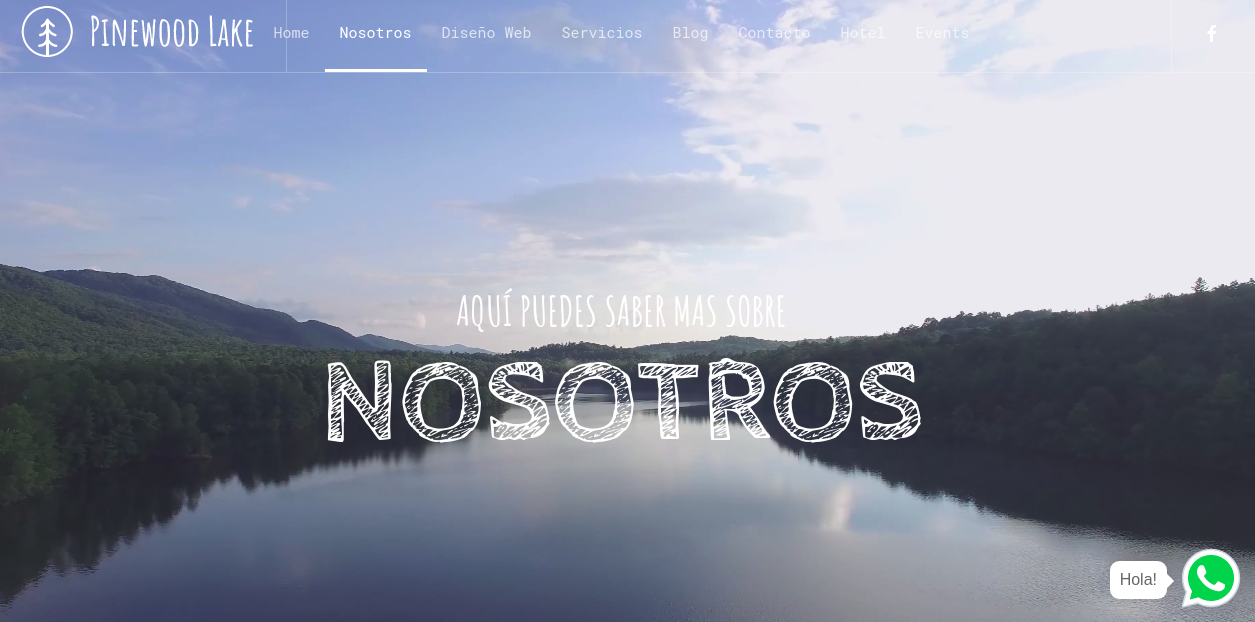 Pinewood Lake
Home Nosotros Diseño Web Servicios Blog Contacto Hotel Events
AQUÍ PUEDES SABER MAS SOBRE
NOSOTROS
Hola!